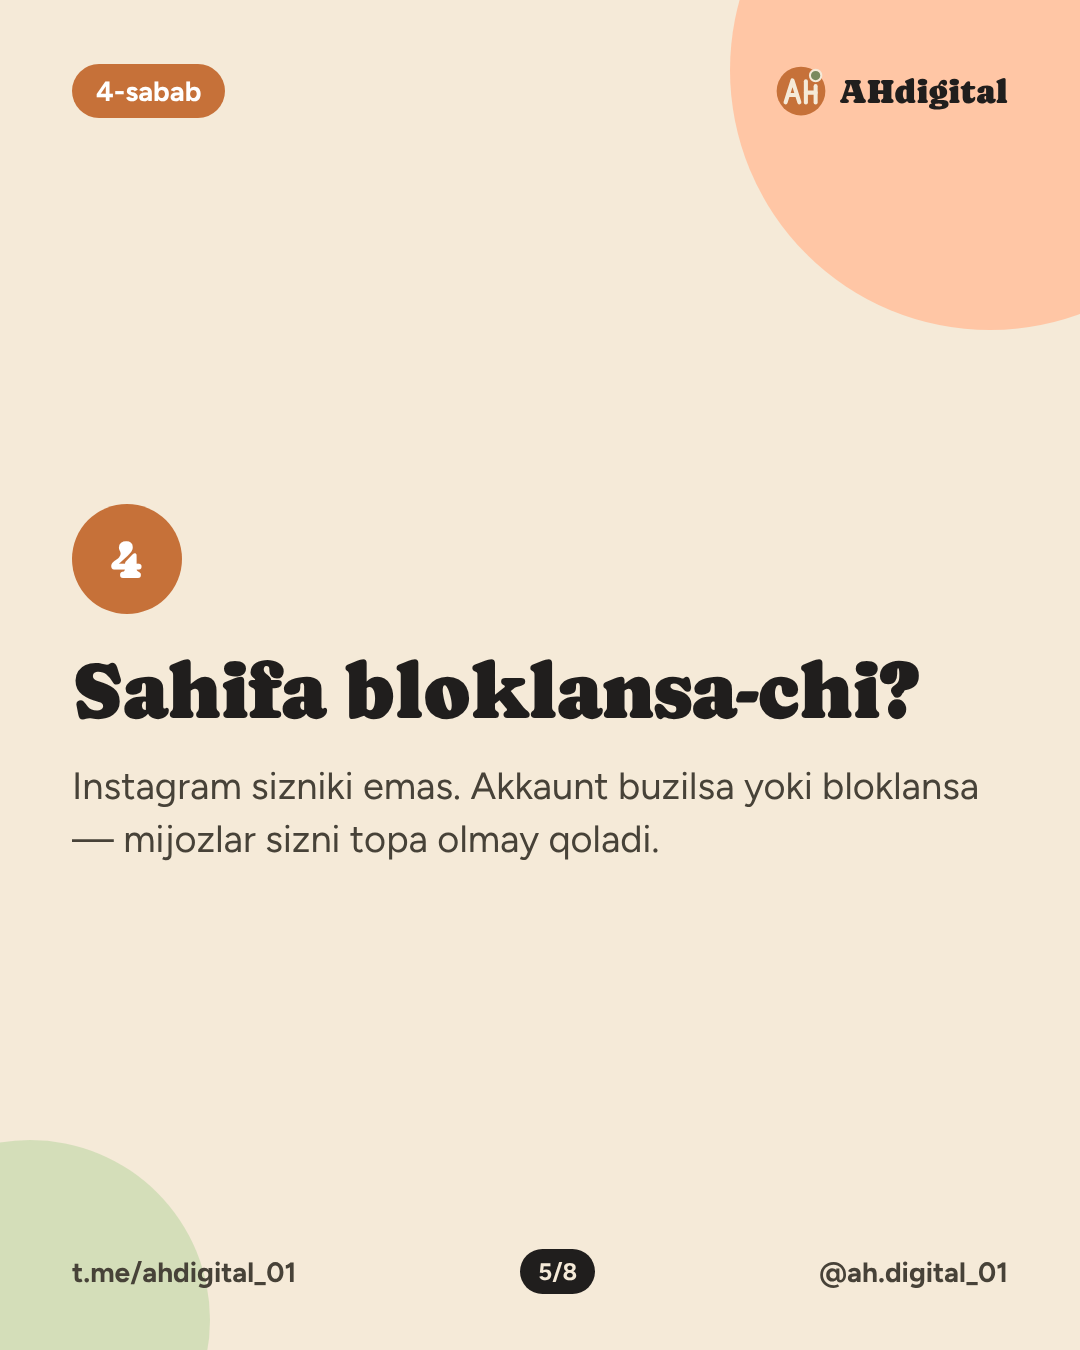 4-sabab
AH AHdigital
4
Sahifa bloklansa-chi?
Instagram sizniki emas. Akkaunt buzilsa yoki bloklansa
— mijozlar sizni topa olmay qoladi.
t.me/ahdigital_01
5/8
@ah.digital_01